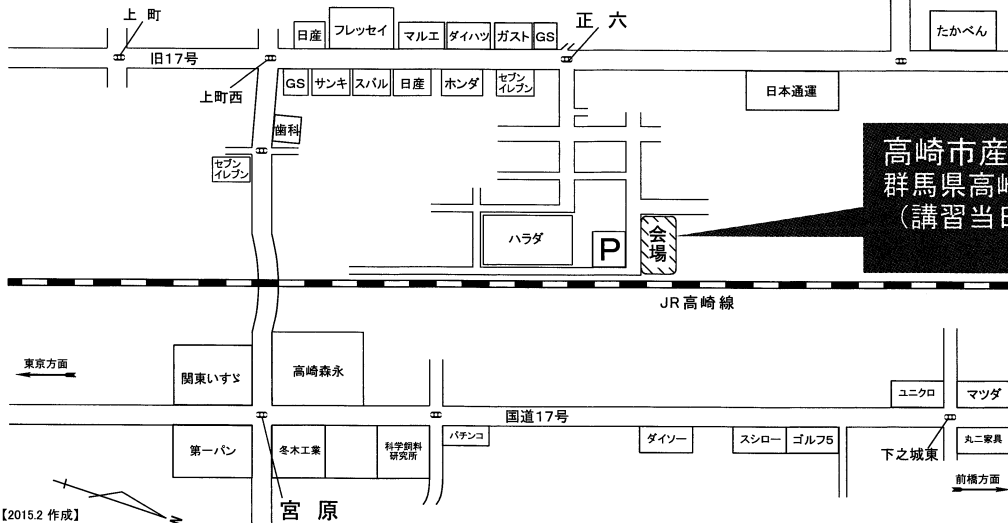 上 町
旧17号
上町西
日産
フレッセイ
マルエ
ダイハツ
ガスト
GS
正 六
たかべん
GS
サンキ
スバル
日産
ホンダ
セブン
イレブン
日本通運
歯科
セブン
イレブン
高崎市産
群馬県高崎
(講習当日
ハラダ
P
会場
JR高崎線
東京方面
関東いすゞ
高崎森永
国道17号
ユニクロ
マツダ
第一パン
冬木工業
科学飼料
研究所
パチンコ
ダイソー
スシロー
ゴルフ5
下之城東
丸二家具
前橋方面
宮 原
【2015.2 作成】
N